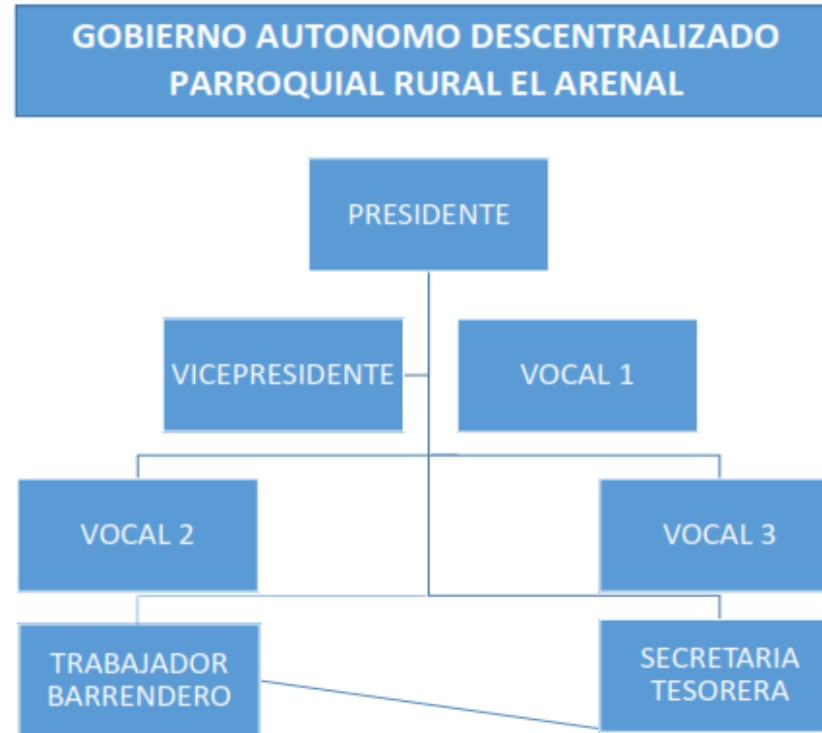 GOBIERNO AUTONOMO DESCENTRALIZADO
PARROQUIAL RURAL EL ARENAL
PRESIDENTE
VICEPRESIDENTE
VOCAL 1
VOCAL 2
VOCAL 3
TRABAJADOR
BARRENDERO
SECRETARIA
TESORERA